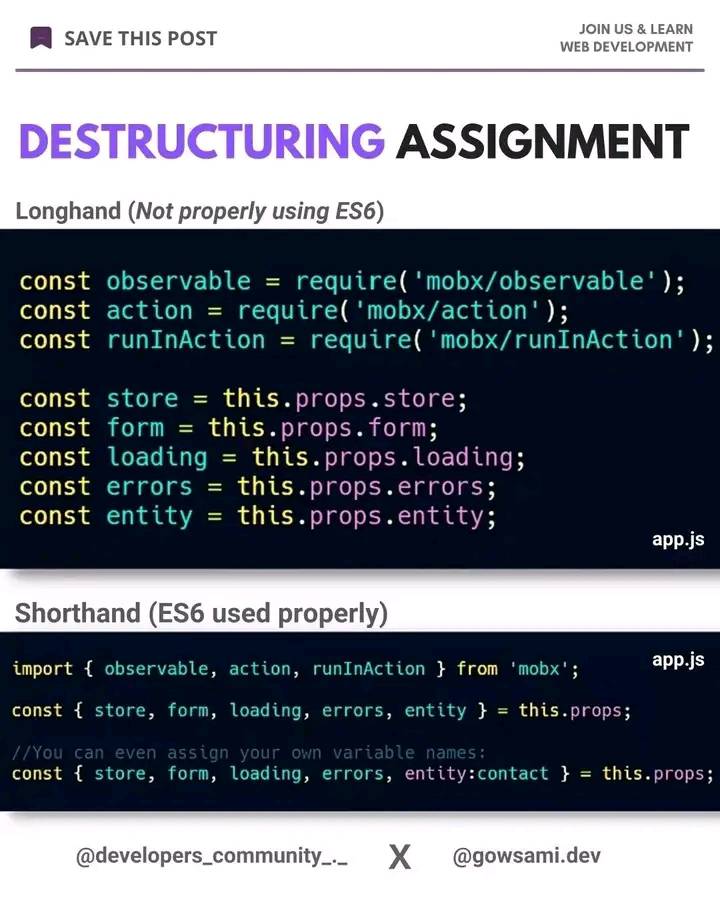 SAVE THIS POST
JOIN US & LEARN
WEB DEVELOPMENT
DESTRUCTURING ASSIGNMENT
Longhand (Not properly using ES6)
const observable = require('mobx/observable');
const action = require('mobx/action');
const runInAction = require('mobx/runInAction');
const store = this.props.store;
const form = this.props.form;
const loading = this.props.loading;
const errors = this.props.errors;
const entity = this.props.entity;
app.js
Shorthand (ES6 used properly)
app.js
import { observable, action, runInAction } from 'mobx';
const { store, form, loading, errors, entity } = this.props;
//You can even assign your own variable names:
const { store, form, loading, errors, entity:contact } = this.props;
@developers_community_._ X @gowsami.dev